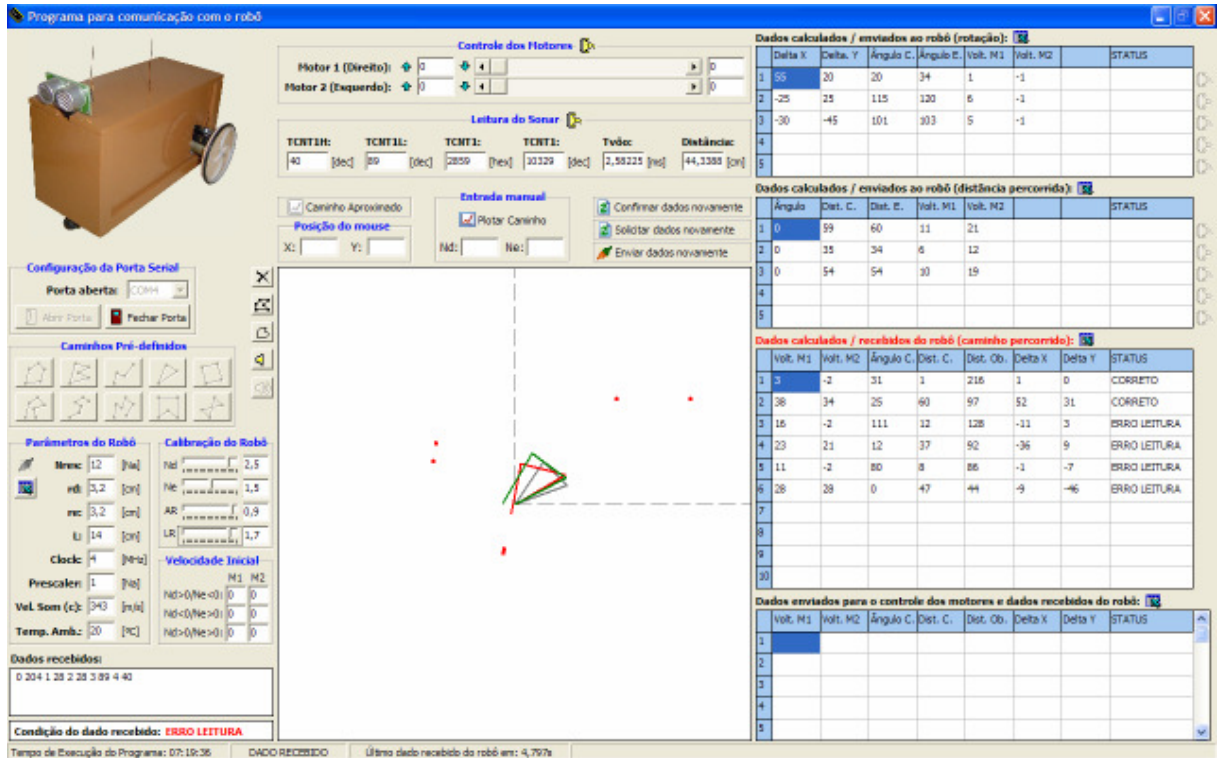 Programa para comunicação com o robô
Controle dos Motores
Motor 1 (Direito): 0 0
Motor 2 (Esquerdo): 0 0
Leitura do Sonar
TCNT1H: TCNT1L: TCNT1: TCNT1: Tvôo: Distância:
40 [dec] 89 [dec] 2859 [hex] 10329 [dec] 2,58225 [ms] 44,3388 [cm]
Caminho Aproximado
Posição do mouse
X: Y:
Entrada manual
Plotar Caminho
Nd: Ne:
Confirmar dados novamente
Solicitar dados novamente
Enviar dados novamente
Configuração da Porta Serial
Porta aberta: COM4
Abrir Porta Fechar Porta
Caminhos Pré-definidos
Parâmetros do Robô
Nres: 12 [Na]
rd: 3,2 [cm]
re: 3,2 [cm]
L: 14 [cm]
Clock: 4 [MHz]
Prescaler: 1 [Na]
Vel. Som (c): 343 [m/s]
Temp. Amb.: 20 [ºC]
Calibração do Robô
Nd 2,5
Ne 1,5
AR 0,9
LR 1,7
Velocidade Inicial
M1 M2
Nd>0/Ne<0: 0 0
Nd<0/Ne>0: 0 0
Nd>0/Ne>0: 0 0
Dados recebidos:
0 204 1 28 2 28 3 89 4 40
Condição do dado recebido: ERRO LEITURA
Dados calculados / enviados ao robô (rotação):
Delta X Delta. Y Ângulo C. Ângulo E. Volt. M1 Volt. M2 STATUS
1 55 20 20 34 1 -1
2 -25 25 115 120 6 -1
3 -30 -45 101 103 5 -1
4
5
Dados calculados / enviados ao robô (distância percorrida):
Ângulo Dist. C. Dist. E. Volt. M1 Volt. M2 STATUS
1 0 59 60 11 21
2 0 35 34 6 12
3 0 54 54 10 19
4
5
Dados calculados / recebidos do robô (caminho percorrido):
Volt. M1 Volt. M2 Ângulo C. Dist. C. Dist. Ob. Delta X Delta Y STATUS
1 3 -2 31 1 216 1 0 CORRETO
2 38 34 25 60 97 52 31 CORRETO
3 16 -2 111 12 128 -11 3 ERRO LEITURA
4 23 21 12 37 92 -36 9 ERRO LEITURA
5 11 -2 80 8 86 -1 -7 ERRO LEITURA
6 28 28 0 47 44 -9 -46 ERRO LEITURA
7
8
9
10
Dados enviados para o controle dos motores e dados recebidos do robô:
Volt. M1 Volt. M2 Ângulo C. Dist. C. Dist. Ob. Delta X Delta Y STATUS
1
2
3
4
5
Tempo de Execução do Programa: 07:19:36 DADO RECEBIDO Último dado recebido do robô em: 4,797s